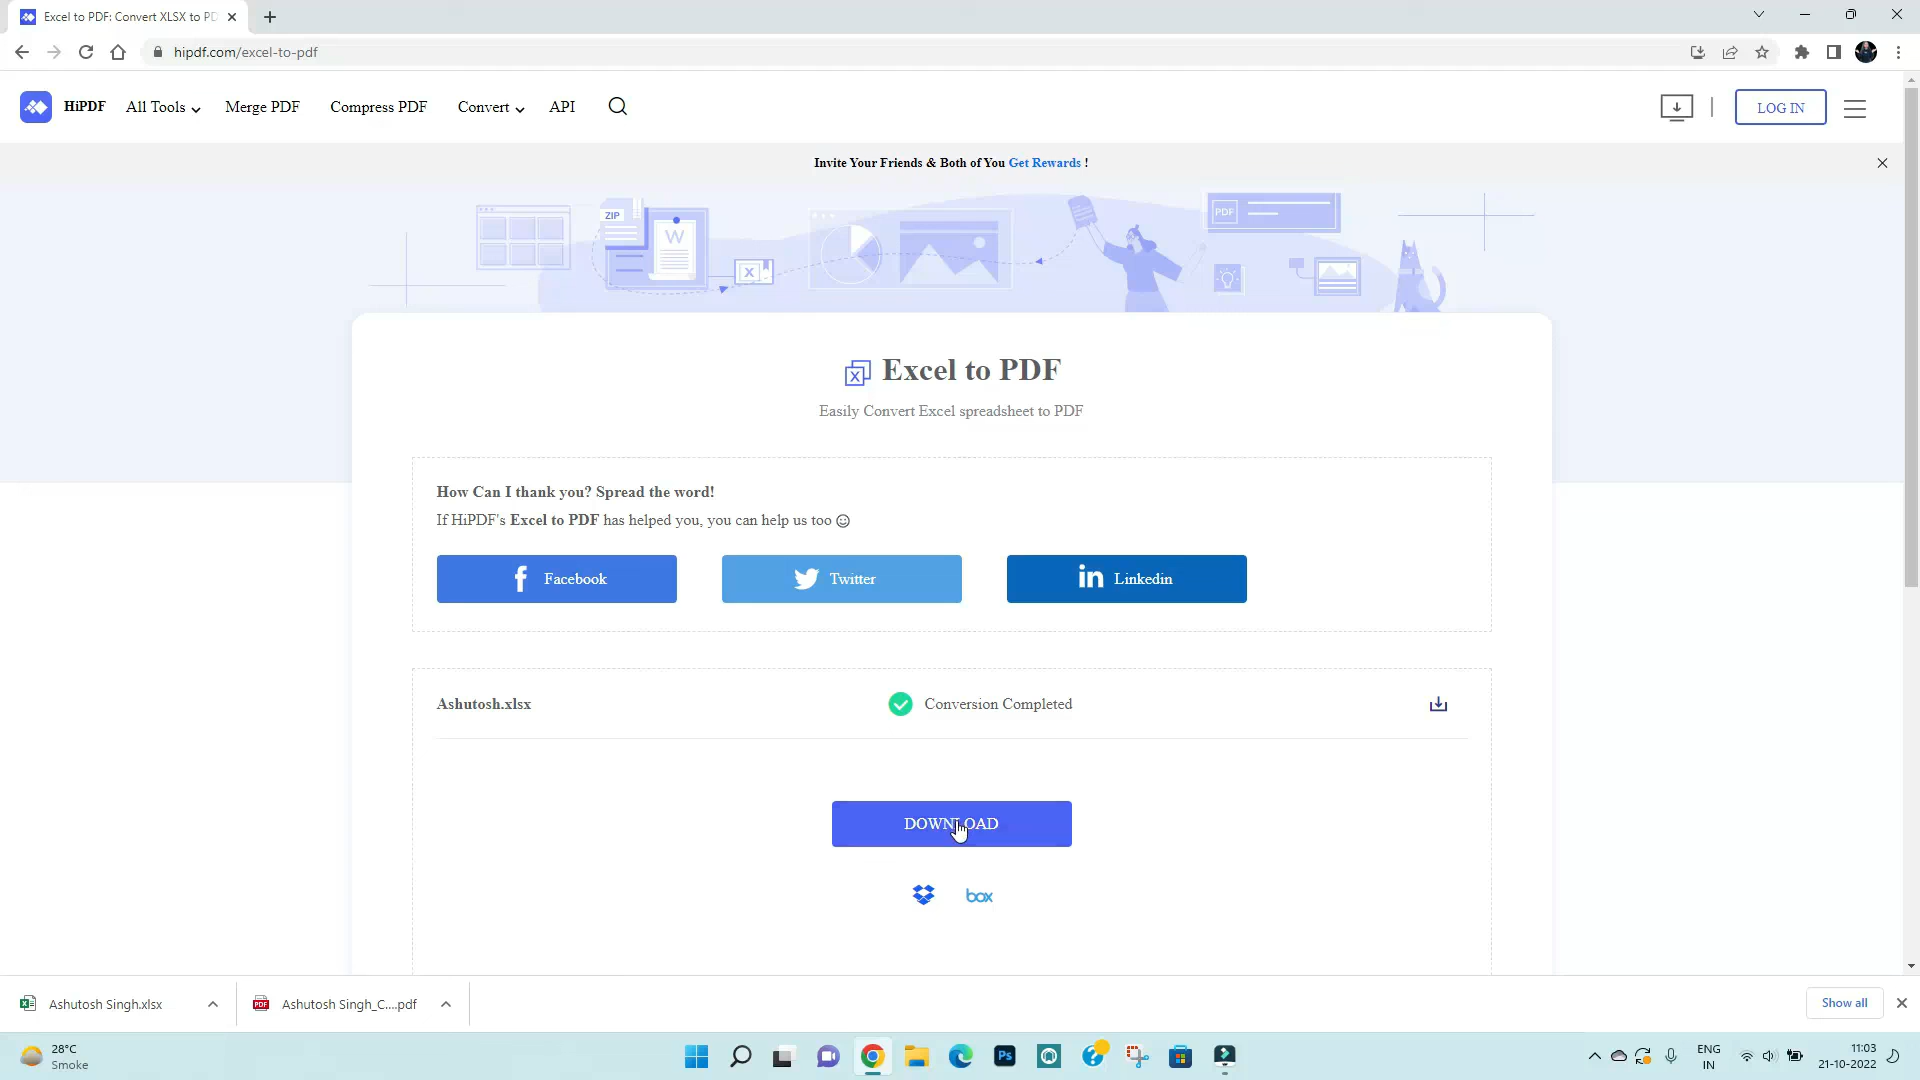 Excel to PDF: Convert XLSX to PD
hipdf.com/excel-to-pdf
HiPDF All Tools Merge PDF Compress PDF Convert API LOG IN
Invite Your Friends & Both of You Get Rewards !
ZIP
W
X
PDF
Excel to PDF
Easily Convert Excel spreadsheet to PDF
How Can I thank you? Spread the word!
If HiPDF's Excel to PDF has helped you, you can help us too
Facebook Twitter Linkedin
Ashutosh.xlsx Conversion Completed
DOWNLOAD
box
Ashutosh Singh.xlsx Ashutosh Singh_C....pdf Show all
28°C
Smoke
Ps
ENG
IN
11:03
21-10-2022